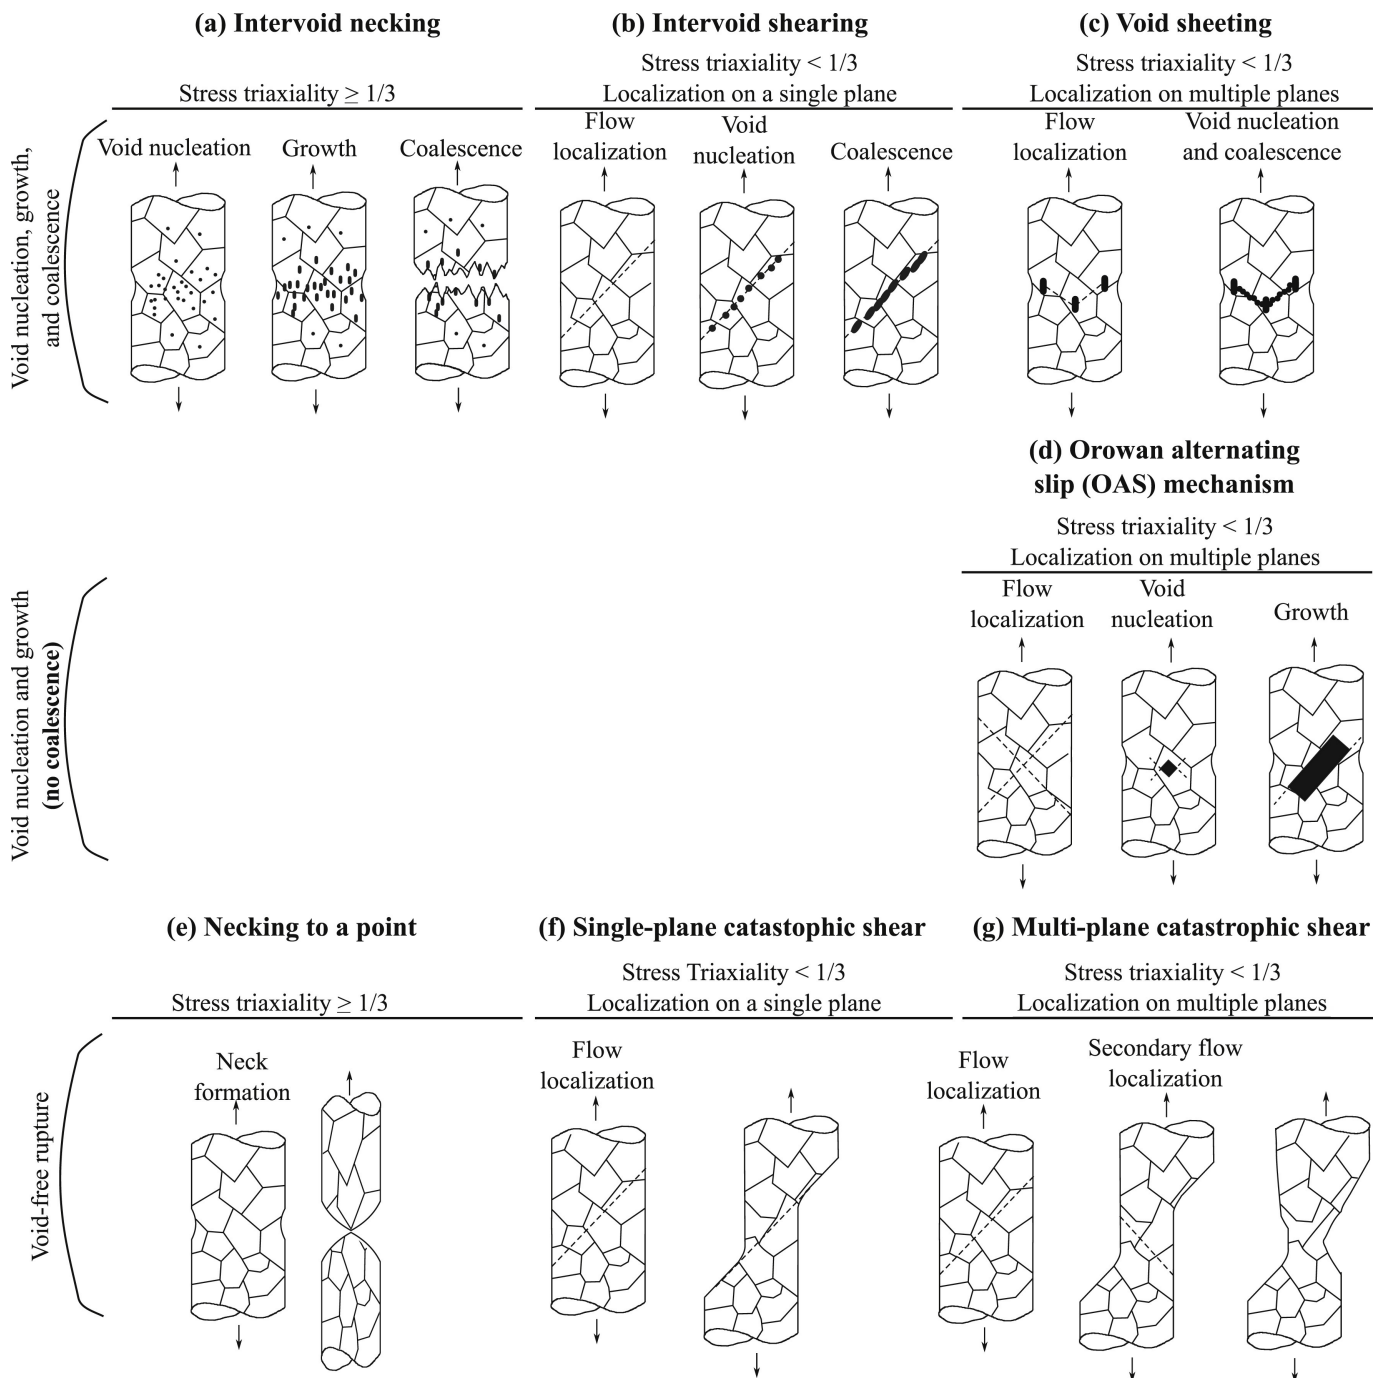 (a) Intervoid necking
Stress triaxiality ≥ 1/3
Void nucleation
Growth
Coalescence
(b) Intervoid shearing
Stress triaxiality < 1/3
Localization on a single plane
Flow
localization
Void
nucleation
Coalescence
(c) Void sheeting
Stress triaxiality < 1/3
Localization on multiple planes
Flow
localization
Void nucleation
and coalescence
Void nucleation, growth,
and coalescence
(d) Orowan alternating
slip (OAS) mechanism
Stress triaxiality < 1/3
Localization on multiple planes
Flow
localization
Void
nucleation
Growth
Void nucleation and growth
(no coalescence)
(e) Necking to a point
Stress triaxiality ≥ 1/3
Neck
formation
(f) Single-plane catastophic shear
Stress Triaxiality < 1/3
Localization on a single plane
Flow
localization
(g) Multi-plane catastrophic shear
Stress triaxiality < 1/3
Localization on multiple planes
Flow
localization
Secondary flow
localization
Void-free rupture